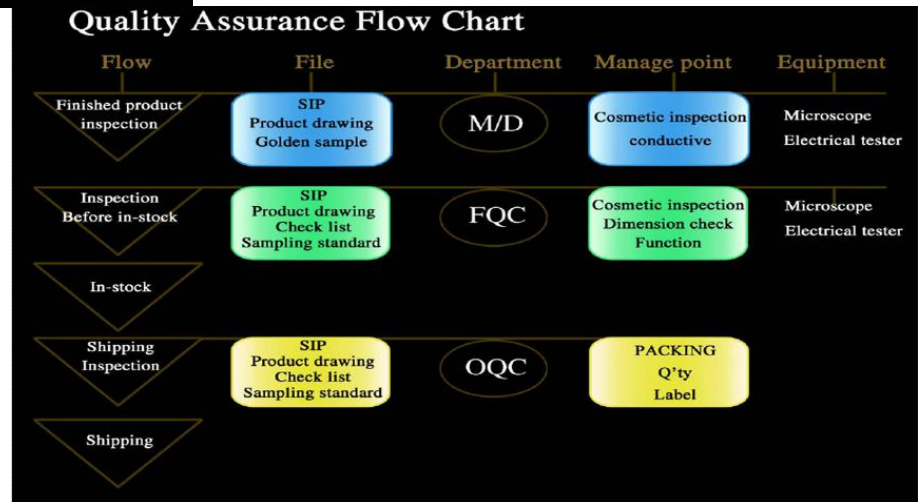 Quality Assurance Flow Chart
Flow File Department Manage point Equipment
Finished product
inspection
SIP
Product drawing
Golden sample
M/D
Cosmetic inspection
conductive
Microscope
Electrical tester
Inspection
Before in-stock
SIP
Product drawing
Check list
Sampling standard
FQC
Cosmetic inspection
Dimension check
Function
Microscope
Electrical tester
In-stock
Shipping
Inspection
SIP
Product drawing
Check list
Sampling standard
OQC
PACKING
Q'ty
Label
Shipping